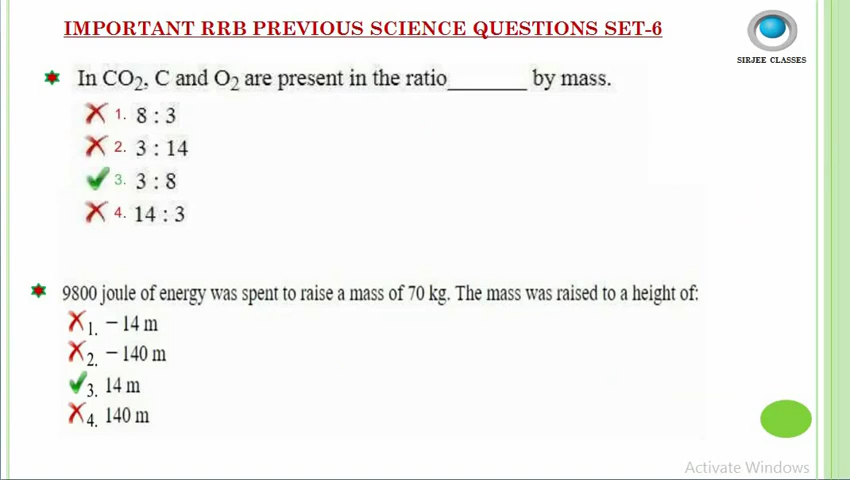 IMPORTANT RRB PREVIOUS SCIENCE QUESTIONS SET-6
SIRJEE CLASSES
In CO₂, C and O₂ are present in the ratio_______ by mass.
1. 8 : 3
2. 3 : 14
3. 3 : 8
4. 14 : 3
9800 joule of energy was spent to raise a mass of 70 kg. The mass was raised to a height of:
1. – 14 m
2. – 140 m
3. 14 m
4. 140 m
Activate Windows